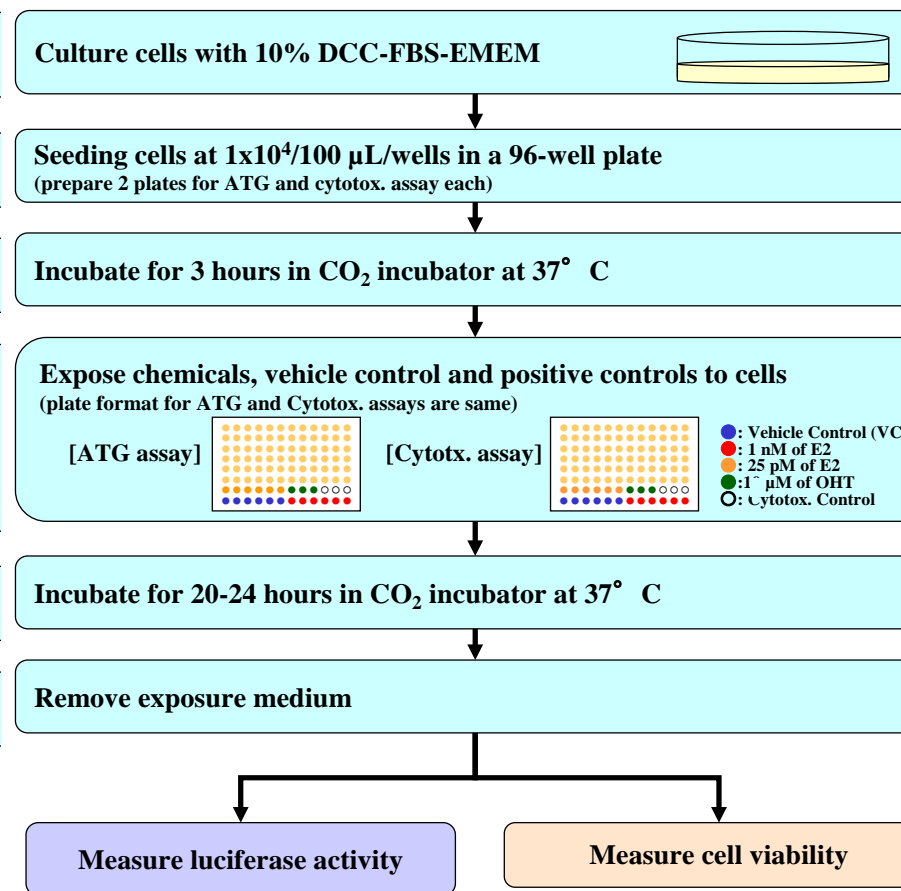 Culture cells with 10% DCC-FBS-EMEM
Seeding cells at 1x10⁴/100 µL/wells in a 96-well plate
(prepare 2 plates for ATG and cytotox. assay each)
Incubate for 3 hours in CO₂ incubator at 37° C
Expose chemicals, vehicle control and positive controls to cells
(plate format for ATG and Cytotox. assays are same)
[ATG assay]
[Cytotx. assay]
: Vehicle Control (VC
: 1 nM of E2
: 25 pM of E2
µM of OHT
: Cytotox. Control
Incubate for 20-24 hours in CO₂ incubator at 37° C
Remove exposure medium
Measure luciferase activity
Measure cell viability